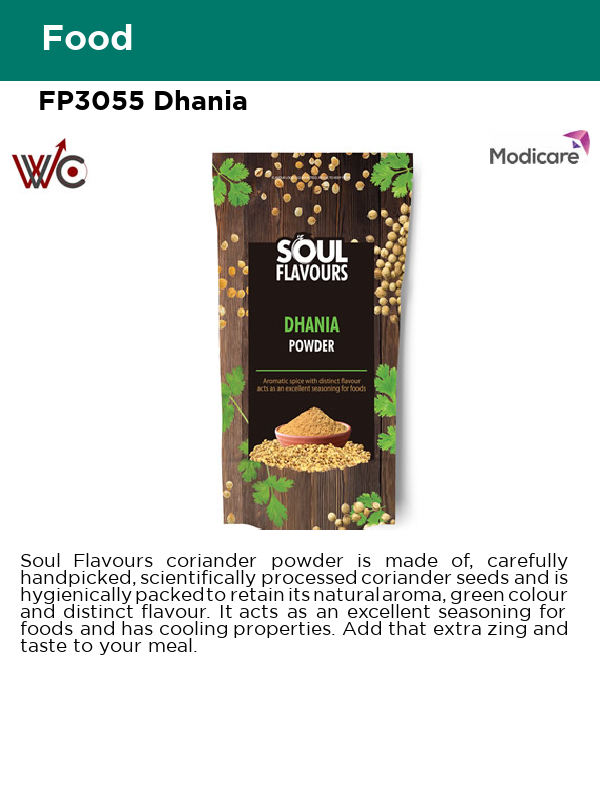 Food
FP3055 Dhania
WC
Modicare
THE
SOUL
FLAVOURS
DHANIA
POWDER
Aromatic spice with distinct flavour
acts as an excellent seasoning for foods
Soul Flavours coriander powder is made of, carefully
handpicked, scientifically processed coriander seeds and is
hygienically packed to retain its natural aroma, green colour
and distinct flavour. It acts as an excellent seasoning for
foods and has cooling properties. Add that extra zing and
taste to your meal.